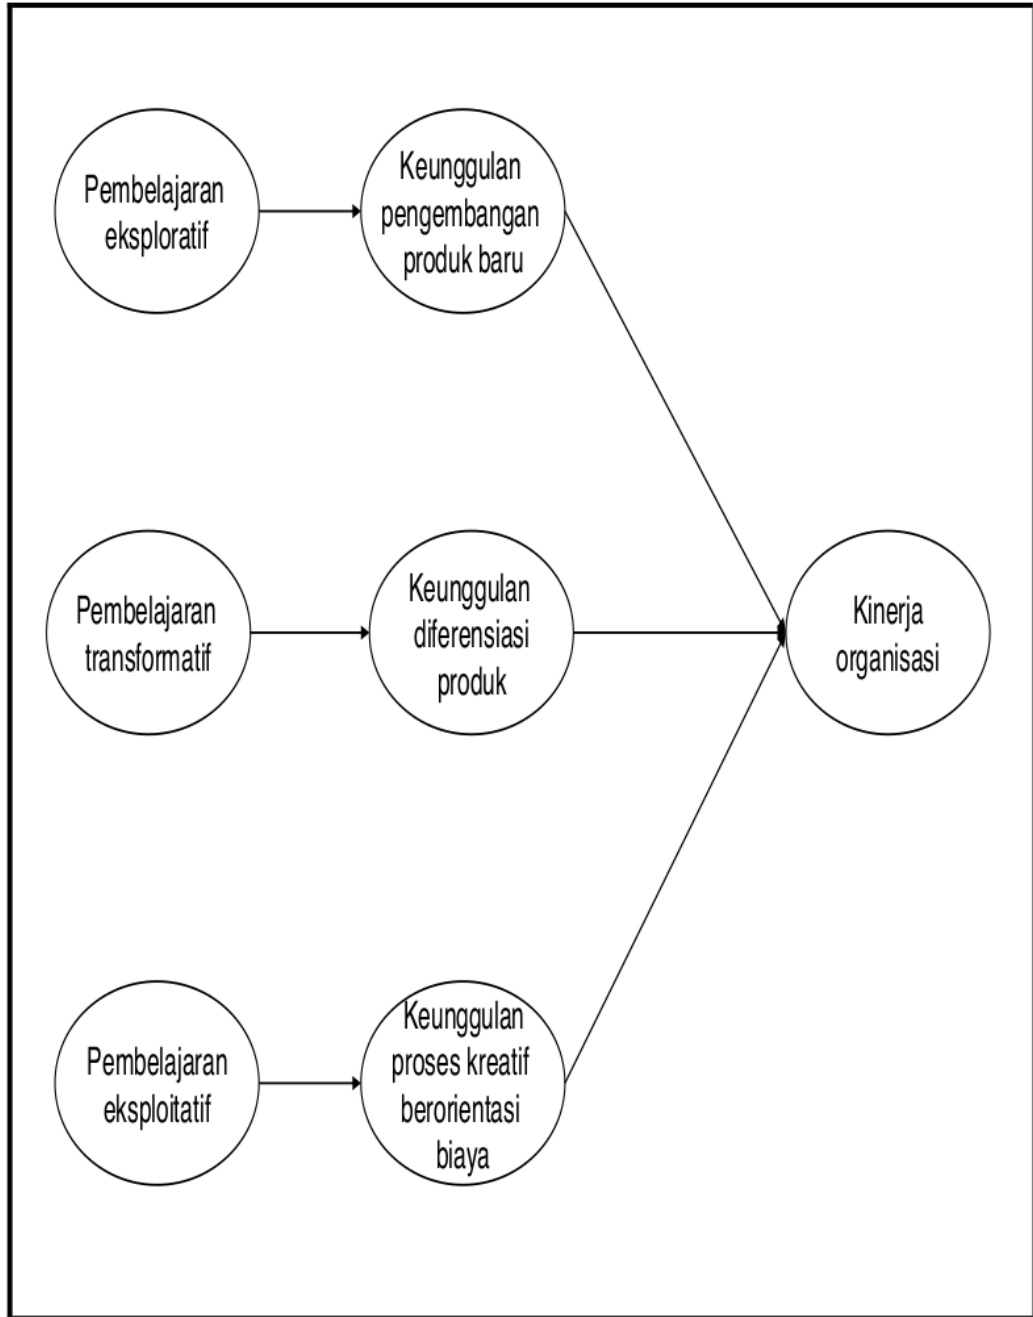 Pembelajaran
eksploratif
Keunggulan
pengembangan
produk baru
Pembelajaran
transformatif
Keunggulan
diferensiasi
produk
Kinerja
organisasi
Pembelajaran
eksploitatif
Keunggulan
proses kreatif
berorientasi
biaya